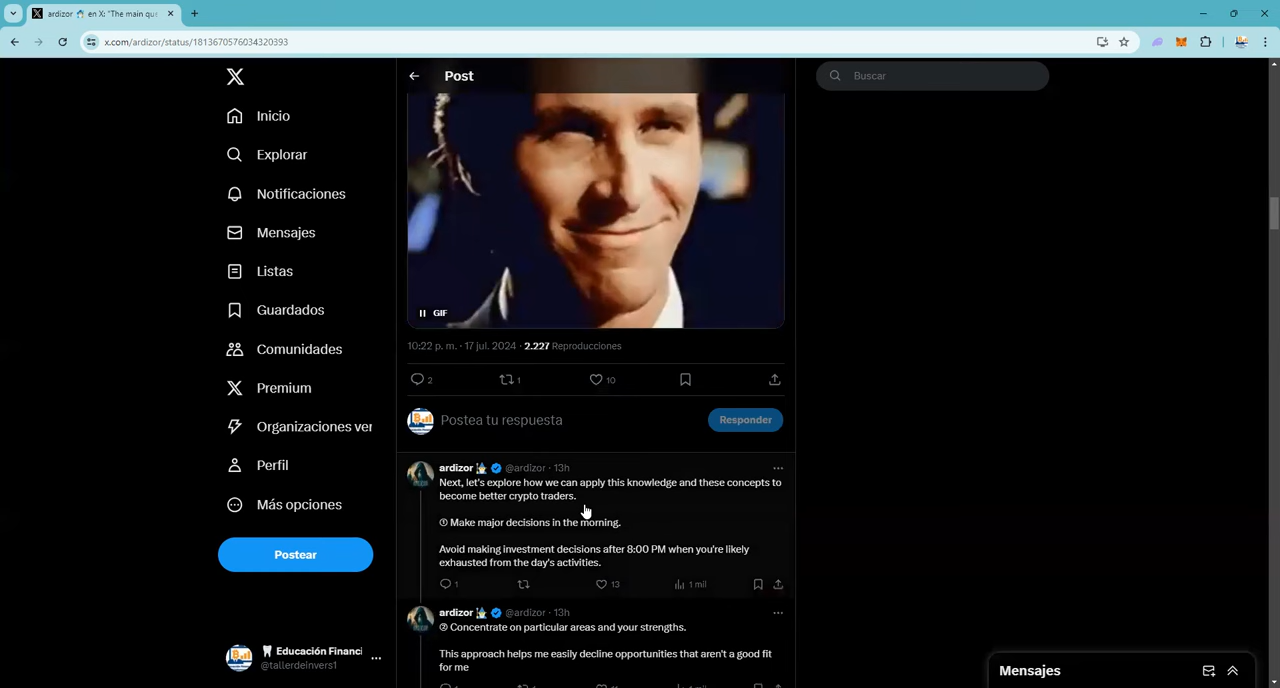 ardizor en X: "The main que
x.com/ardizor/status/1813670576034320393
Post
Buscar
Inicio
Explorar
Notificaciones
Mensajes
Listas
Guardados
Comunidades
Premium
Organizaciones ver
Perfil
Más opciones
Postear
Educación Financi
@tallerdeinvers1
GIF
10:22 p. m. · 17 jul. 2024 · 2.227 Reproducciones
2 1 10
Postea tu respuesta
Responder
ardizor @ardizor · 13h
Next, let's explore how we can apply this knowledge and these concepts to
become better crypto traders.
① Make major decisions in the morning.
Avoid making investment decisions after 8:00 PM when you're likely
exhausted from the day's activities.
1 13 1 mil
ardizor @ardizor · 13h
② Concentrate on particular areas and your strengths.
This approach helps me easily decline opportunities that aren't a good fit
for me
Mensajes